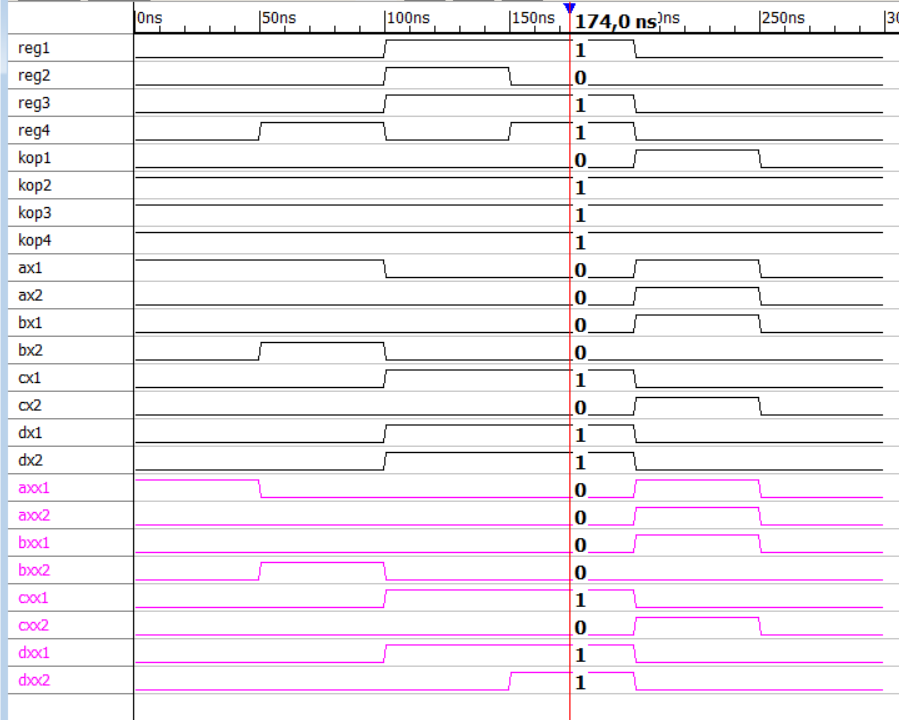 0ns 50ns 100ns 150ns 174,0 ns 0ns 250ns 30
reg1 1
reg2 0
reg3 1
reg4 1
kop1 0
kop2 1
kop3 1
kop4 1
ax1 0
ax2 0
bx1 0
bx2 0
cx1 1
cx2 0
dx1 1
dx2 1
axx1 0
axx2 0
bxx1 0
bxx2 0
cxx1 1
cxx2 0
dxx1 1
dxx2 1